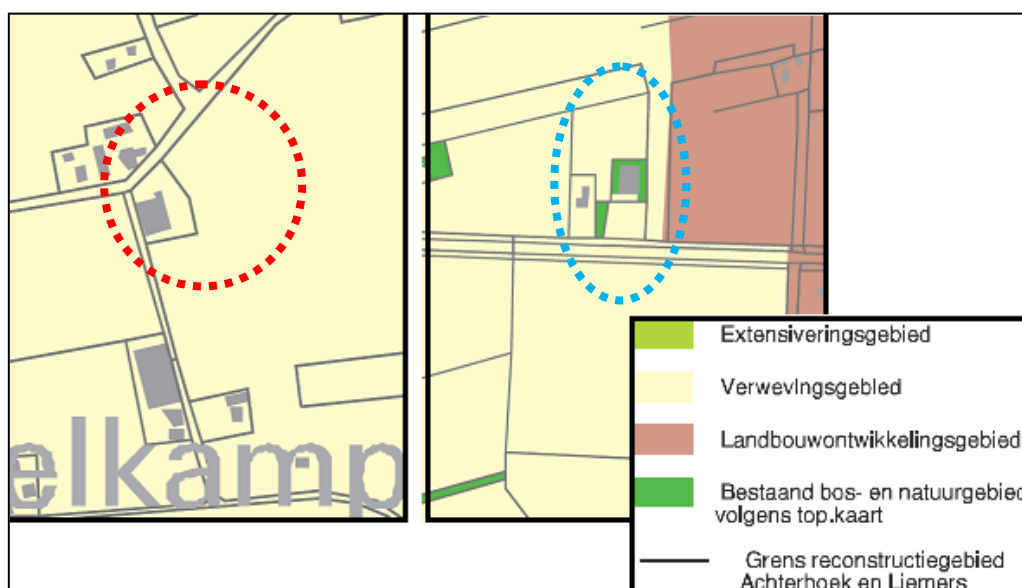 elkamp
Extensiveringsgebied
Verwevingsgebied
Landbouwontwikkelingsgebied
Bestaand bos- en natuurgebied
volgens top.kaart
Grens reconstructiegebied
Achterhoek en Liemers